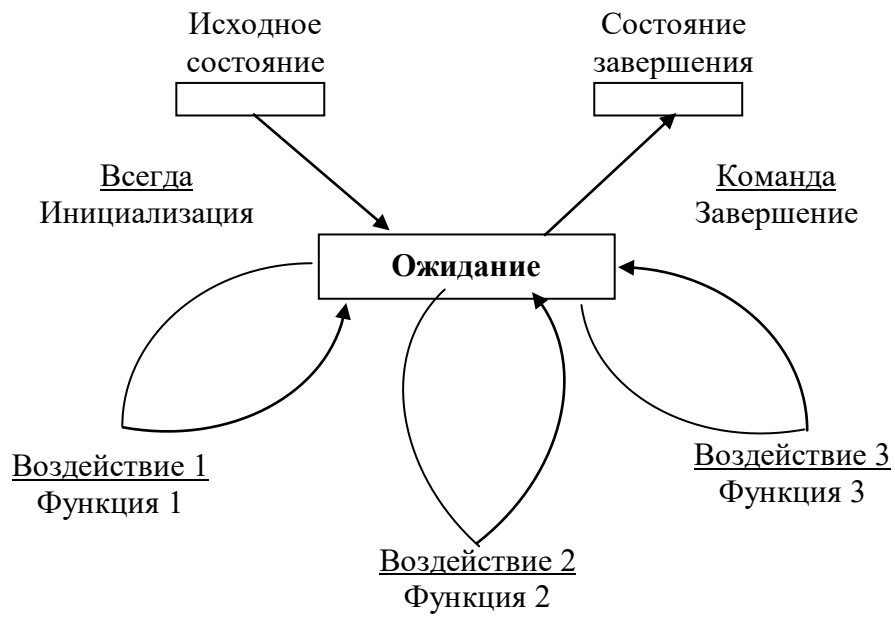 Исходное
состояние
Состояние
завершения
Всегда
Инициализация
Команда
Завершение
Ожидание
Воздействие 1
Функция 1
Воздействие 2
Функция 2
Воздействие 3
Функция 3